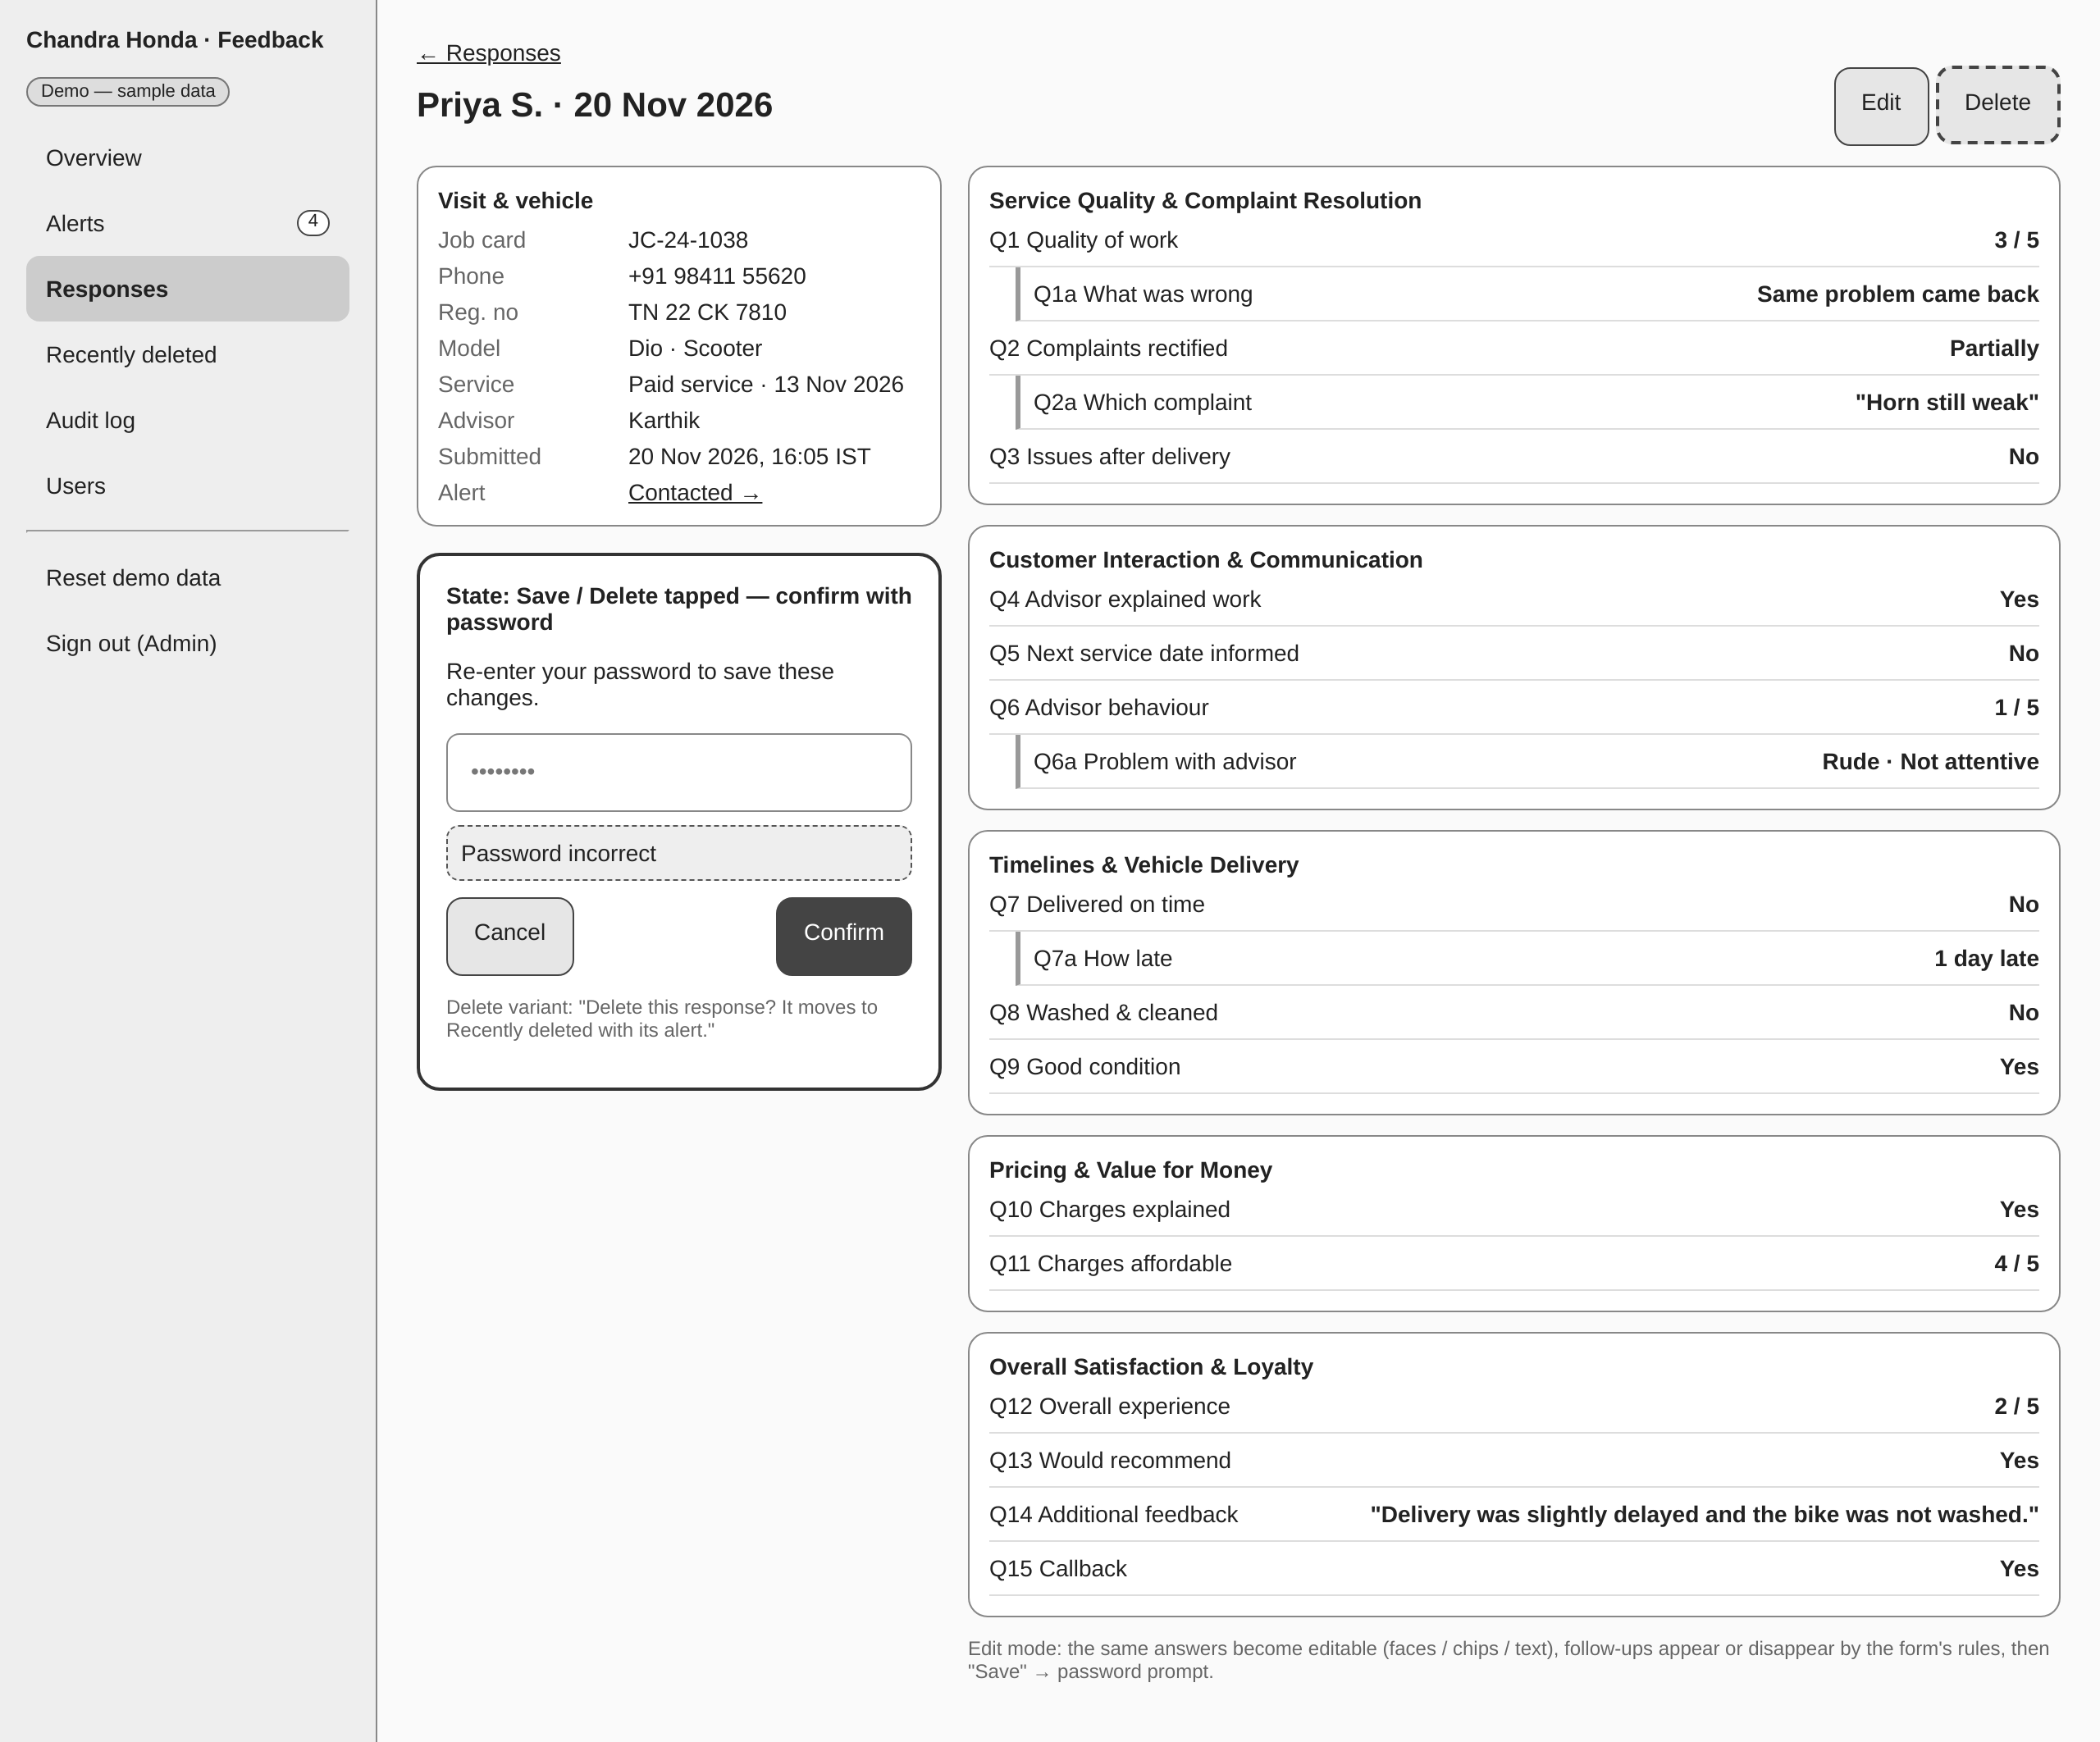 Chandra Honda · Feedback
Demo — sample data
Overview
Alerts 4
Responses
Recently deleted
Audit log
Users
Reset demo data
Sign out (Admin)
← Responses
Priya S. · 20 Nov 2026
Edit Delete
Visit & vehicle
Job card JC-24-1038
Phone +91 98411 55620
Reg. no TN 22 CK 7810
Model Dio · Scooter
Service Paid service · 13 Nov 2026
Advisor Karthik
Submitted 20 Nov 2026, 16:05 IST
Alert Contacted →
State: Save / Delete tapped — confirm with
password
Re-enter your password to save these
changes.
••••••••
Password incorrect
Cancel Confirm
Delete variant: "Delete this response? It moves to
Recently deleted with its alert."
Service Quality & Complaint Resolution
Q1 Quality of work 3 / 5
Q1a What was wrong Same problem came back
Q2 Complaints rectified Partially
Q2a Which complaint "Horn still weak"
Q3 Issues after delivery No
Customer Interaction & Communication
Q4 Advisor explained work Yes
Q5 Next service date informed No
Q6 Advisor behaviour 1 / 5
Q6a Problem with advisor Rude · Not attentive
Timelines & Vehicle Delivery
Q7 Delivered on time No
Q7a How late 1 day late
Q8 Washed & cleaned No
Q9 Good condition Yes
Pricing & Value for Money
Q10 Charges explained Yes
Q11 Charges affordable 4 / 5
Overall Satisfaction & Loyalty
Q12 Overall experience 2 / 5
Q13 Would recommend Yes
Q14 Additional feedback "Delivery was slightly delayed and the bike was not washed."
Q15 Callback Yes
Edit mode: the same answers become editable (faces / chips / text), follow-ups appear or disappear by the form's rules, then
"Save" → password prompt.